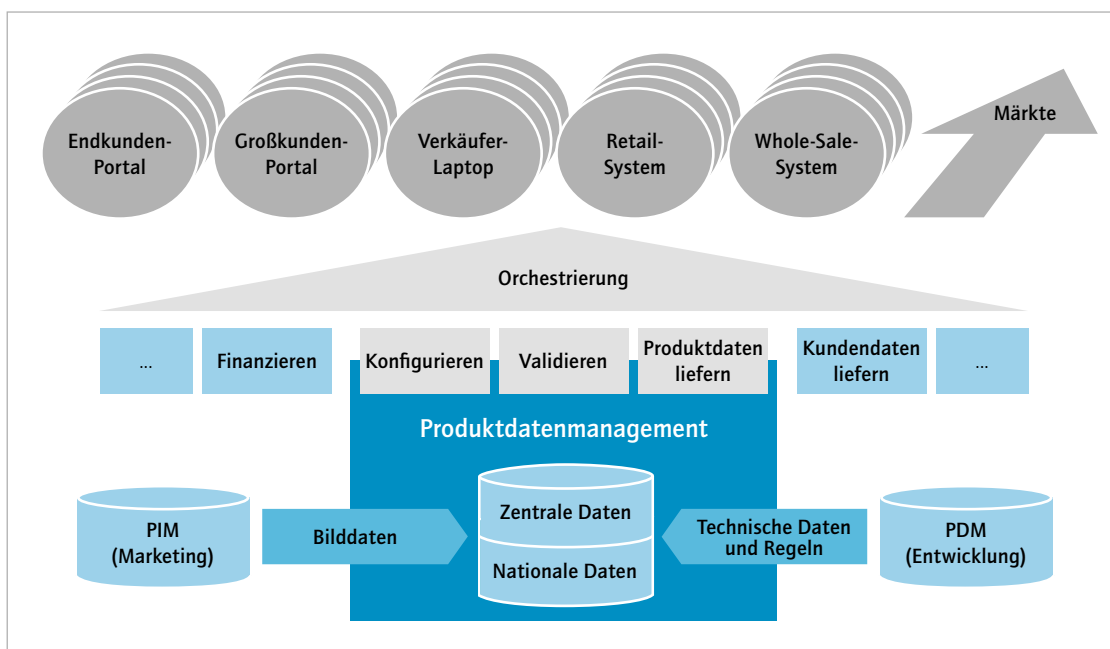 Endkunden-
Portal
Großkunden-
Portal
Verkäufer-
Laptop
Retail-
System
Whole-Sale-
System
Märkte
Orchestrierung
...
Finanzieren
Konfigurieren
Validieren
Produktdaten
liefern
Kundendaten
liefern
...
Produktdatenmanagement
PIM
(Marketing)
Bilddaten
Zentrale Daten
Nationale Daten
Technische Daten
und Regeln
PDM
(Entwicklung)